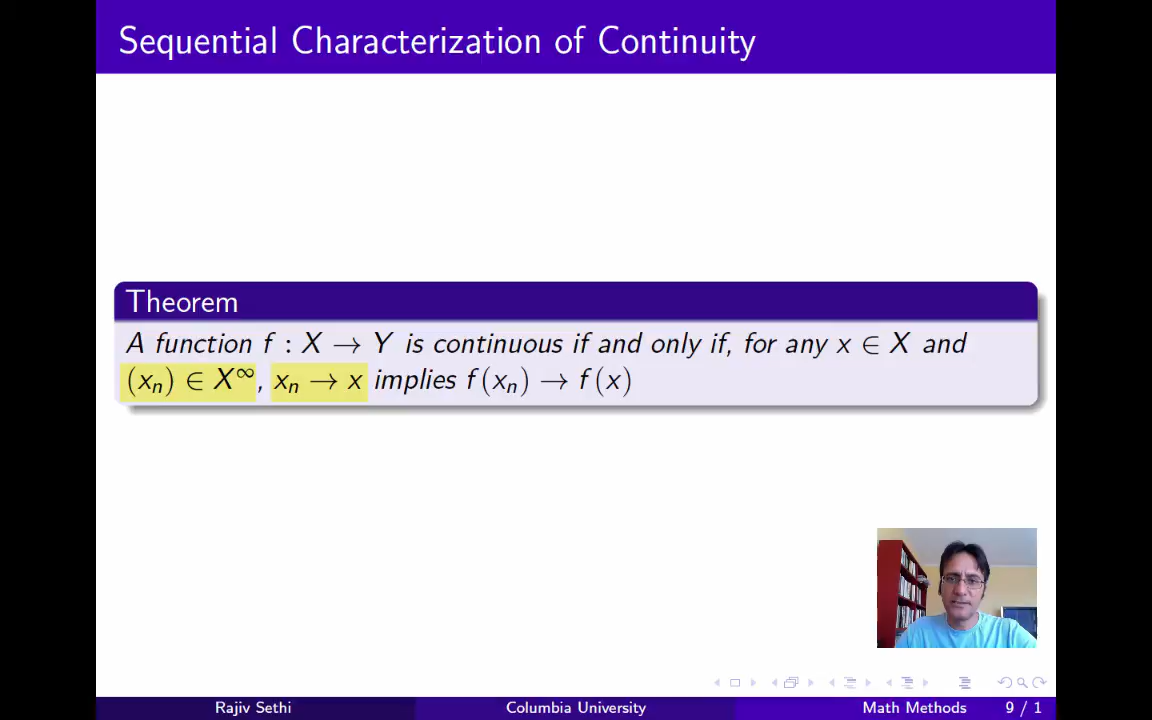 Sequential Characterization of Continuity
Theorem
A function f : X → Y is continuous if and only if, for any x ∈ X and
(xₙ) ∈ X^∞, xₙ → x implies f (xₙ) → f (x)
Rajiv Sethi
Columbia University
Math Methods
9 / 1